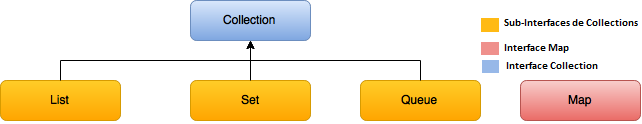 Collection
Sub-Interfaces de Collections
Interface Map
Interface Collection
List
Set
Queue
Map